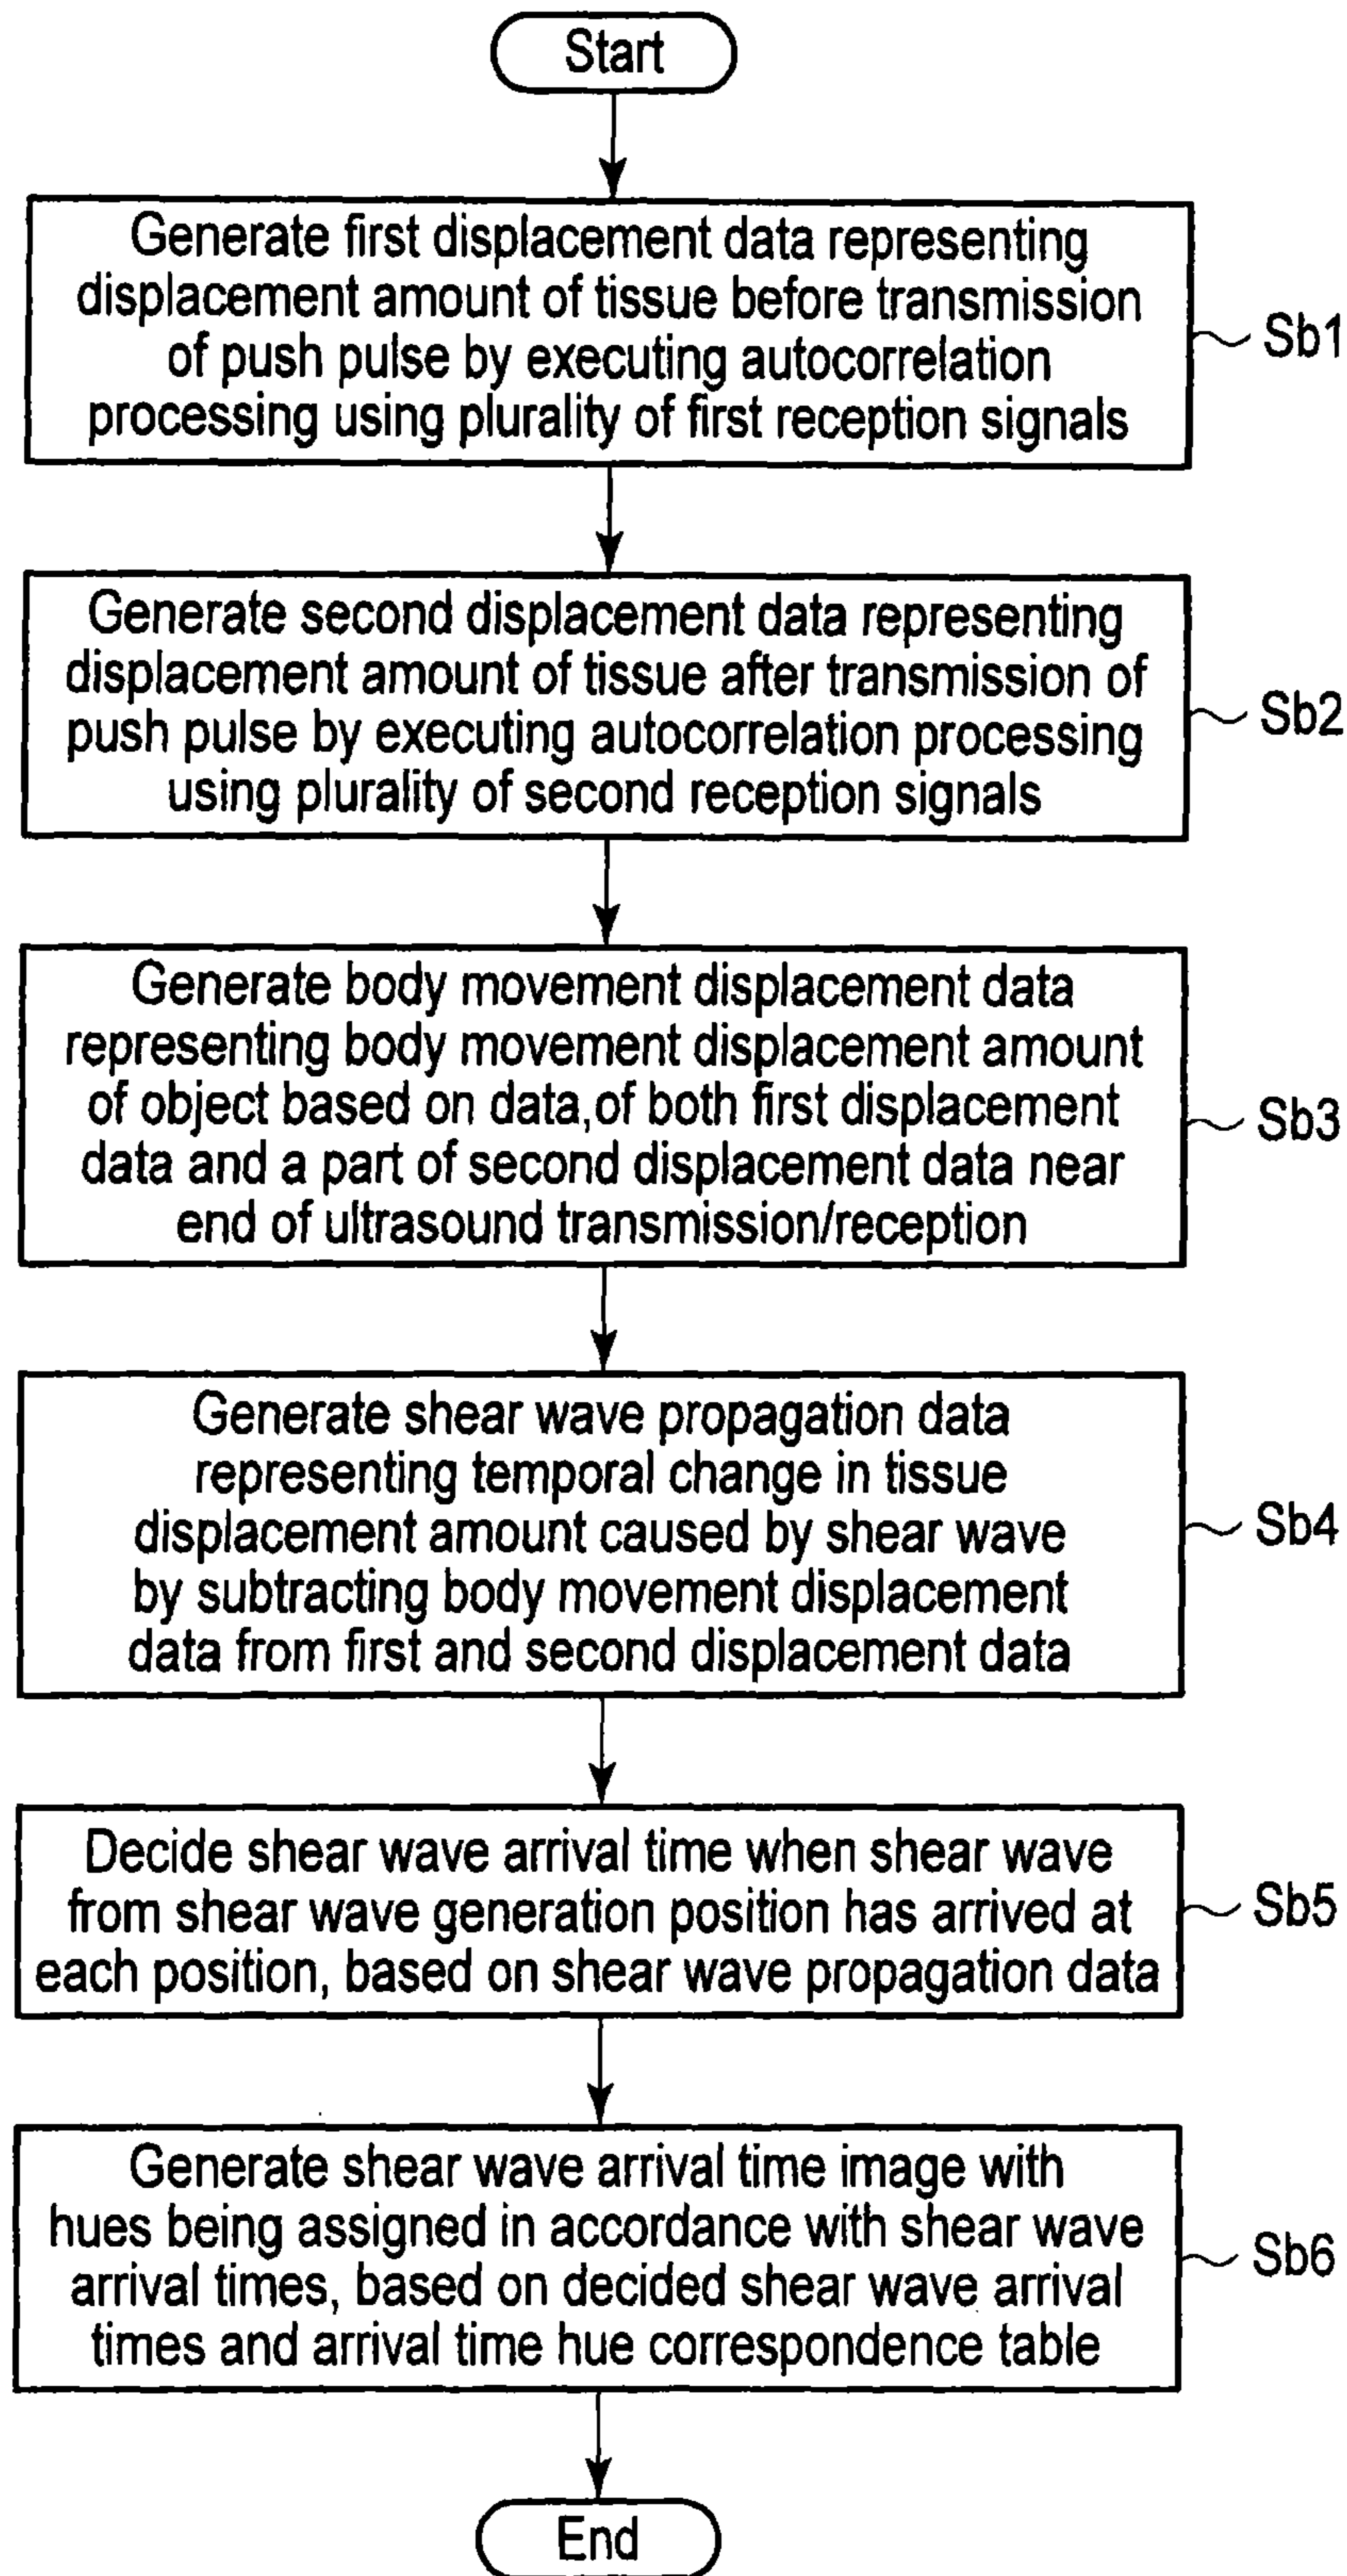 Start
Generate first displacement data representing
displacement amount of tissue before transmission
of push pulse by executing autocorrelation
processing using plurality of first reception signals
Sb1
Generate second displacement data representing
displacement amount of tissue after transmission of
push pulse by executing autocorrelation processing
using plurality of second reception signals
Sb2
Generate body movement displacement data
representing body movement displacement amount
of object based on data,of both first displacement
data and a part of second displacement data near
end of ultrasound transmission/reception
Sb3
Generate shear wave propagation data
representing temporal change in tissue
displacement amount caused by shear wave
by subtracting body movement displacement
data from first and second displacement data
Sb4
Decide shear wave arrival time when shear wave
from shear wave generation position has arrived at
each position, based on shear wave propagation data
Sb5
Generate shear wave arrival time image with
hues being assigned in accordance with shear wave
arrival times, based on decided shear wave arrival
times and arrival time hue correspondence table
Sb6
End